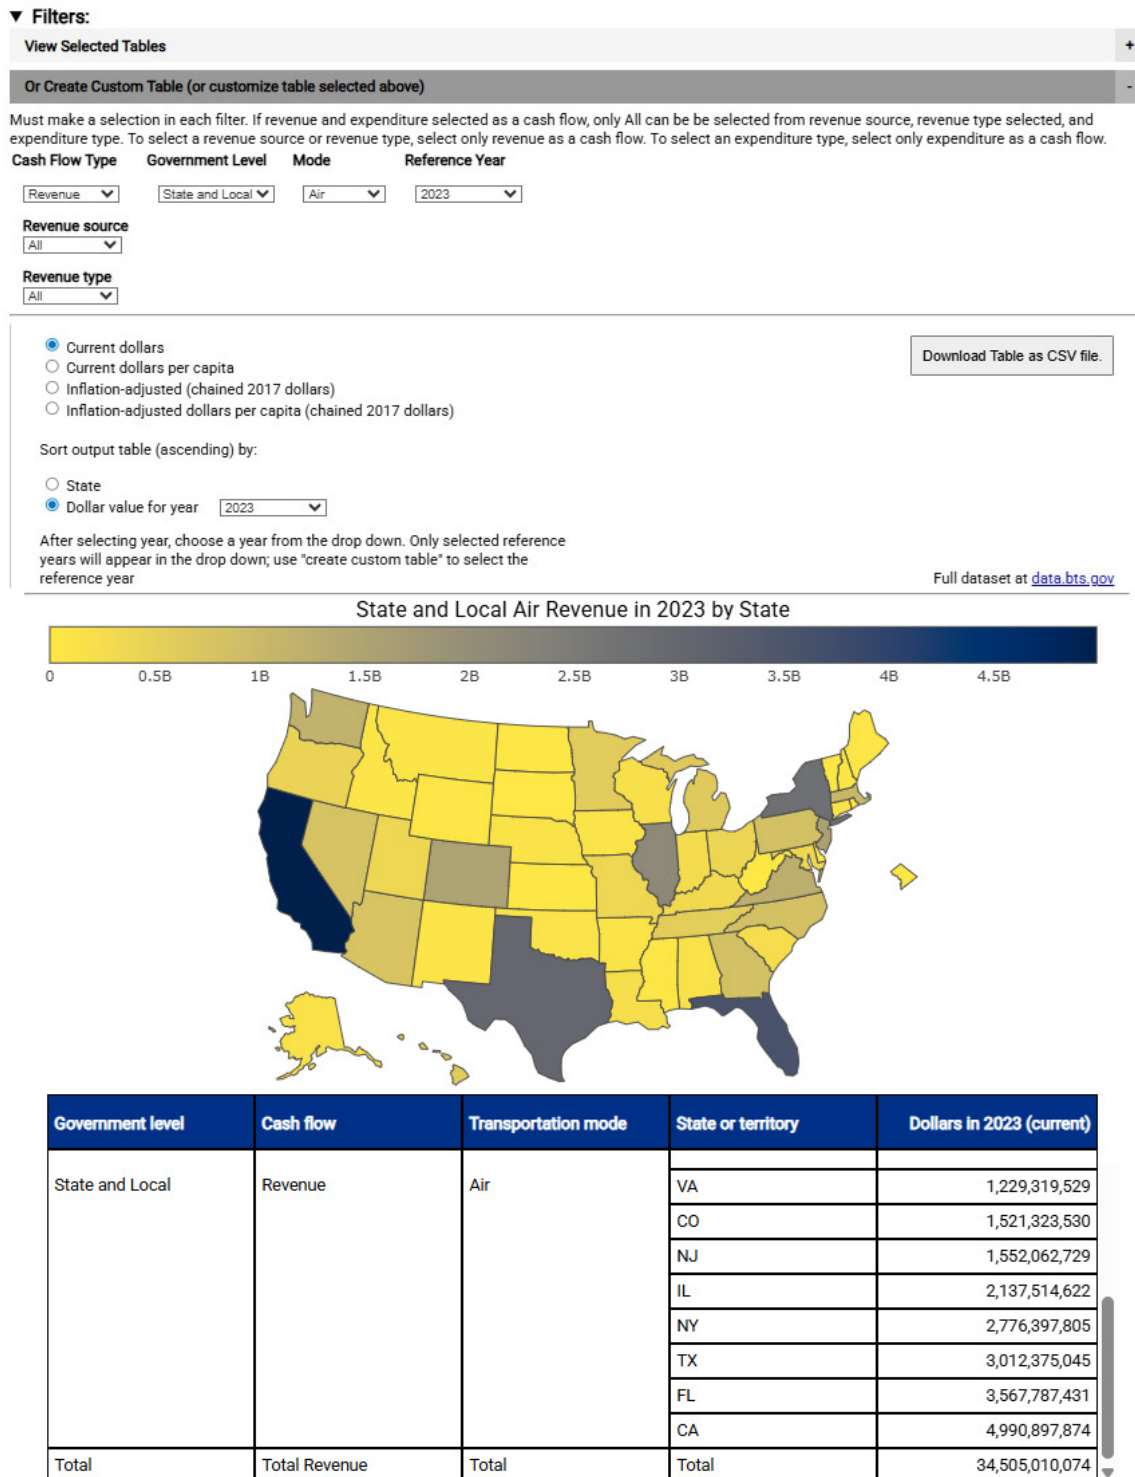 ▼ Filters:
View Selected Tables +
Or Create Custom Table (or customize table selected above) -
Must make a selection in each filter. If revenue and expenditure selected as a cash flow, only All can be be selected from revenue source, revenue type selected, and
expenditure type. To select a revenue source or revenue type, select only revenue as a cash flow. To select an expenditure type, select only expenditure as a cash flow.
Cash Flow Type Government Level Mode Reference Year
Revenue State and Local Air 2023
Revenue source
All
Revenue type
All
Current dollars
Current dollars per capita
Inflation-adjusted (chained 2017 dollars)
Inflation-adjusted dollars per capita (chained 2017 dollars)
Download Table as CSV file.
Sort output table (ascending) by:
State
Dollar value for year 2023
After selecting year, choose a year from the drop down. Only selected reference
years will appear in the drop down; use "create custom table" to select the
reference year
Full dataset at data.bts.gov
State and Local Air Revenue in 2023 by State
0 0.5B 1B 1.5B 2B 2.5B 3B 3.5B 4B 4.5B
Government level Cash flow Transportation mode State or territory Dollars in 2023 (current)
State and Local Revenue Air VA 1,229,319,529
CO 1,521,323,530
NJ 1,552,062,729
IL 2,137,514,622
NY 2,776,397,805
TX 3,012,375,045
FL 3,567,787,431
CA 4,990,897,874
Total Total Revenue Total Total 34,505,010,074